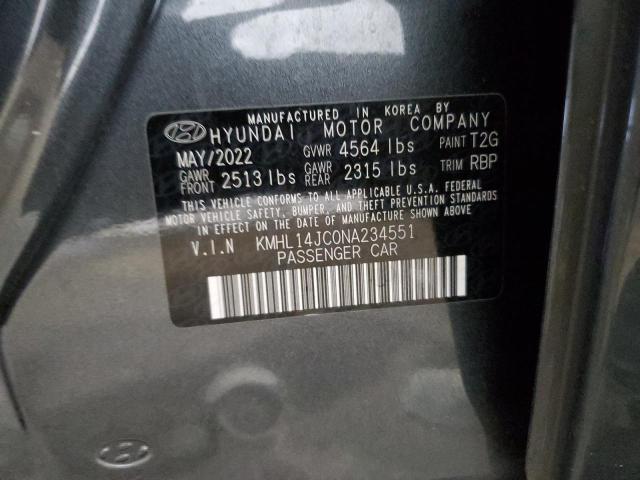 MANUFACTURED IN KOREA BY
HYUNDAI MOTOR COMPANY
MAY/2022 GVWR 4564 lbs PAINT T2G
GAWR FRONT 2513 lbs GAWR REAR 2315 lbs TRIM RBP
THIS VEHICLE CONFORMS TO ALL APPLICABLE U.S.A. FEDERAL
MOTOR VEHICLE SAFETY, BUMPER, AND THEFT PREVENTION STANDARDS
IN EFFECT ON THE DATE OF MANUFACTURE SHOWN ABOVE.
V.I.N KMHL14JC0NA234551
PASSENGER CAR